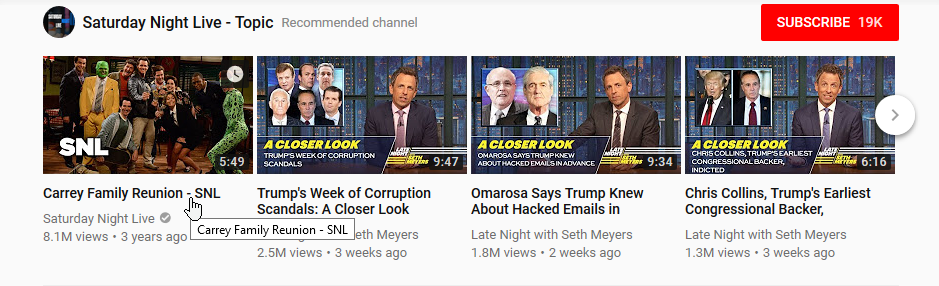 Saturday Night Live - Topic Recommended channel
SUBSCRIBE 19K
SNL
5:49
A CLOSER LOOK
TRUMP'S WEEK OF CORRUPTION
SCANDALS
LATE NIGHT
SETH MEYERS
9:47
A CLOSER LOOK
OMAROSA SAYS TRUMP KNEW
ABOUT HACKED EMAILS IN ADVANCE
LATE NIGHT
SETH MEYERS
9:34
A CLOSER LOOK
CHRIS COLLINS, TRUMP'S EARLIEST
CONGRESSIONAL BACKER,
INDICTED
LATE NIGHT
SETH MEYERS
6:16
Carrey Family Reunion - SNL
Saturday Night Live
8.1M views • 3 years ago
Carrey Family Reunion - SNL
Trump's Week of Corruption
Scandals: A Closer Look
Seth Meyers
2.5M views • 3 weeks ago
Omarosa Says Trump Knew
About Hacked Emails in
Late Night with Seth Meyers
1.8M views • 2 weeks ago
Chris Collins, Trump's Earliest
Congressional Backer,
Late Night with Seth Meyers
1.3M views • 3 weeks ago